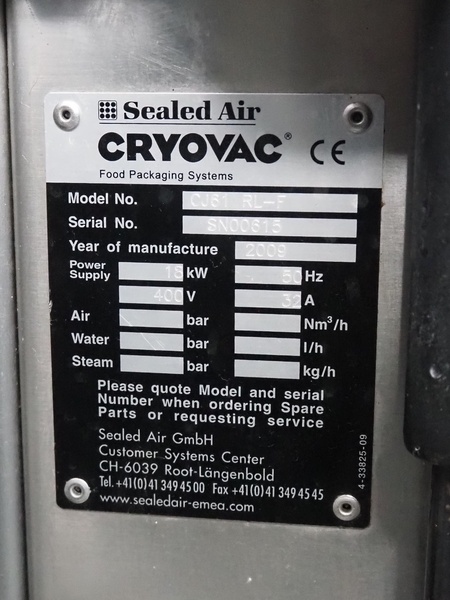 Sealed Air
CRYOVAC® CE
Food Packaging Systems
Model No. CJ61 RL-F
Serial No. SN00615
Year of manufacture 2009
Power Supply 18 kW 50 Hz
400 V 32 A
Air bar Nm³/h
Water bar l/h
Steam bar kg/h
Please quote Model and serial
Number when ordering Spare
Parts or requesting service
Sealed Air GmbH
Customer Systems Center
CH-6039 Root-Längenbold
Tel. +41(0)41 349 45 00 Fax +41(0)41 349 45 45
www.sealedair-emea.com
4-33825-09